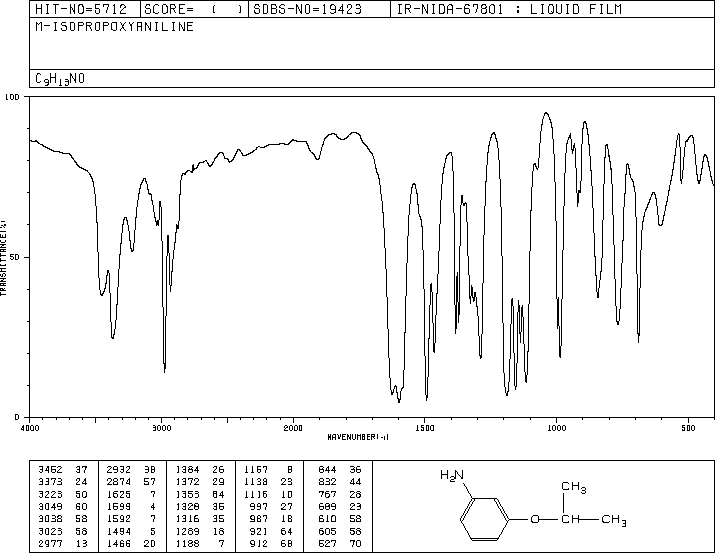 HIT-NO=5712 SCORE= ( ) SDBS-NO=19423 IR-NIDA-67801 : LIQUID FILM
M-ISOPROPOXYANILINE
C9H13NO
100
50
0
TRANSMITTANCE(%)
4000 3000 2000 1500 1000 500
WAVENUMBER(-1)
3462 37 2932 38 1384 26 1157 8 844 36
3373 24 2874 57 1372 29 1138 23 832 44
3223 50 1625 7 1353 64 1116 10 767 28
3049 60 1599 4 1328 35 997 27 689 23
3038 58 1592 7 1316 35 987 18 610 58
3023 58 1494 5 1289 18 921 64 605 58
2977 13 1466 20 1188 7 912 68 527 70
H2N
CH3
O
CH
CH3